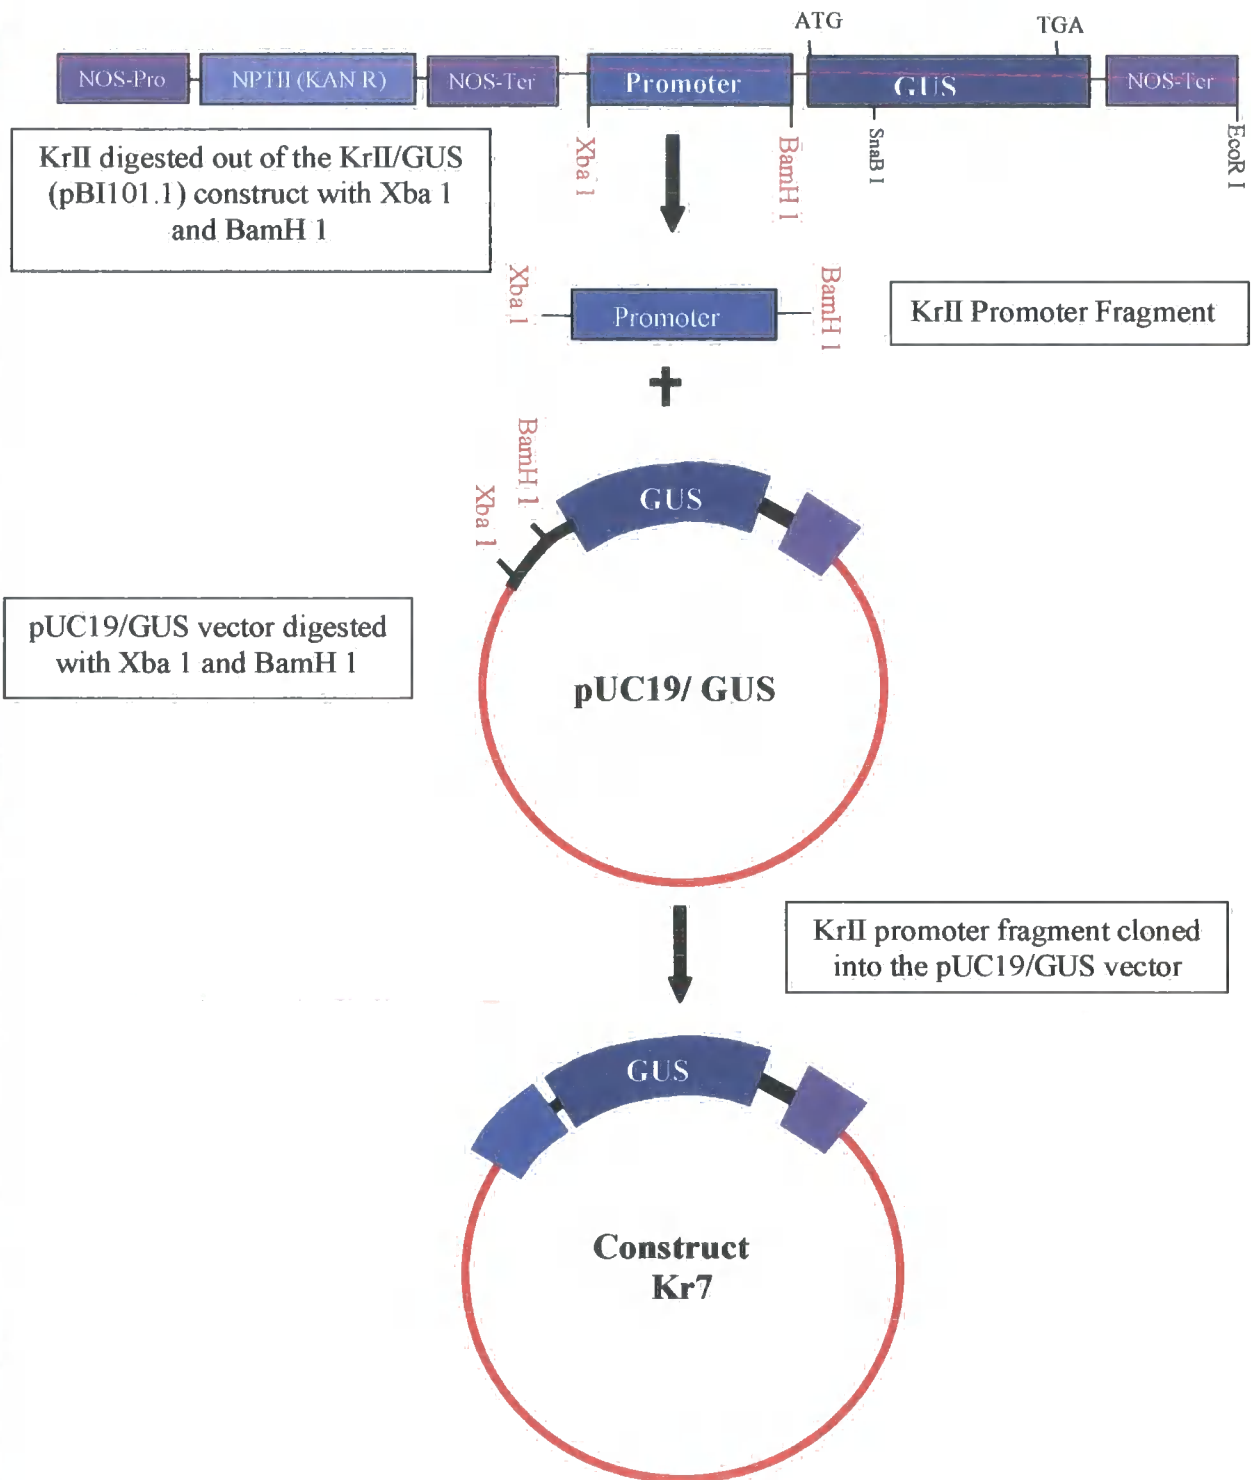 ATG
TGA
NOS-Pro
NPTII (KAN R)
NOS-Ter
Promoter
GUS
NOS-Ter
Xba 1
BamH 1
SnaB 1
EcoR I
KrII digested out of the KrII/GUS
(pBI101.1) construct with Xba 1
and BamH 1
Xba 1
Promoter
BamH 1
KrII Promoter Fragment
+
BamH 1
Xba 1
GUS
pUC19/GUS vector digested
with Xba 1 and BamH 1
pUC19/ GUS
KrII promoter fragment cloned
into the pUC19/GUS vector
GUS
Construct
Kr7